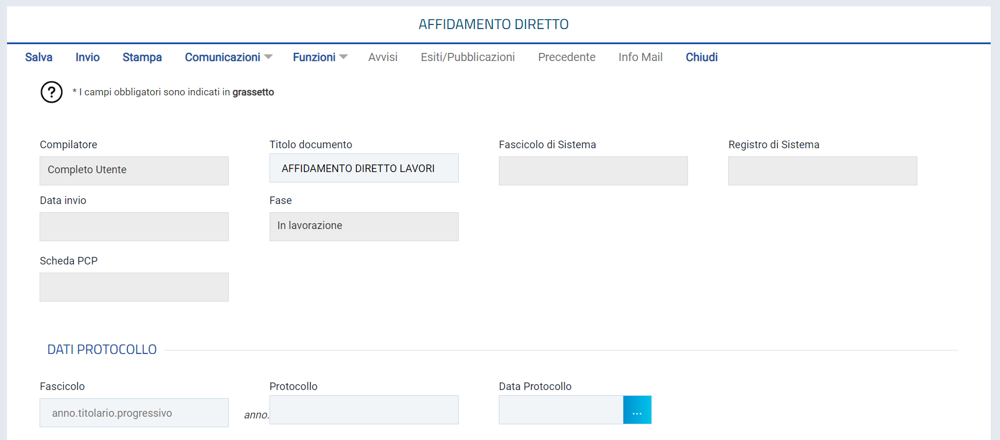 AFFIDAMENTO DIRETTO
Salva Invio Stampa Comunicazioni Funzioni Avvisi Esiti/Pubblicazioni Precedente Info Mail Chiudi
? * I campi obbligatori sono indicati in grassetto
Compilatore Titolo documento Fascicolo di Sistema Registro di Sistema
Completo Utente AFFIDAMENTO DIRETTO LAVORI
Data invio Fase
In lavorazione
Scheda PCP
DATI PROTOCOLLO
Fascicolo Protocollo Data Protocollo
anno.titolario.progressivo anno. ...